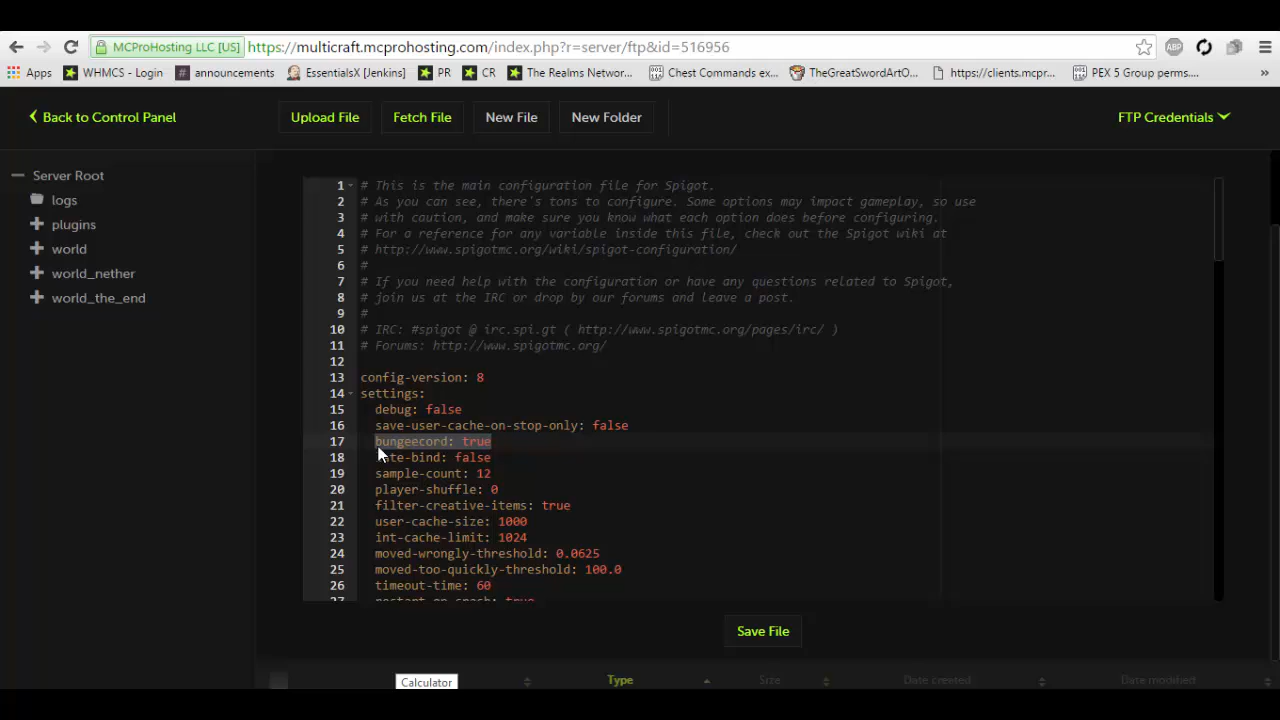 MCProHosting LLC [US] https://multicraft.mcprohosting.com/index.php?r=server/ftp&id=516956
ABP
Apps WHMCS - Login # announcements EssentialsX [Jenkins] PR CR The Realms Networ... Chest Commands ex... TheGreatSwordArtO... https://clients.mcpr... PEX 5 Group perms.... »
Back to Control Panel Upload File Fetch File New File New Folder FTP Credentials
Server Root
logs
plugins
world
world_nether
world_the_end
1 # This is the main configuration file for Spigot.
2 # As you can see, there's tons to configure. Some options may impact gameplay, so use
3 # with caution, and make sure you know what each option does before configuring.
4 # For a reference for any variable inside this file, check out the Spigot wiki at
5 # http://www.spigotmc.org/wiki/spigot-configuration/
6 #
7 # If you need help with the configuration or have any questions related to Spigot,
8 # join us at the IRC or drop by our forums and leave a post.
9 #
10 # IRC: #spigot @ irc.spi.gt ( http://www.spigotmc.org/pages/irc/ )
11 # Forums: http://www.spigotmc.org/
12
13 config-version: 8
14 settings:
15 debug: false
16 save-user-cache-on-stop-only: false
17 bungeecord: true
18 late-bind: false
19 sample-count: 12
20 player-shuffle: 0
21 filter-creative-items: true
22 user-cache-size: 1000
23 int-cache-limit: 1024
24 moved-wrongly-threshold: 0.0625
25 moved-too-quickly-threshold: 100.0
26 timeout-time: 60
27 restart-on-crash: true
Save File
Calculator Type Size Date created Date modified